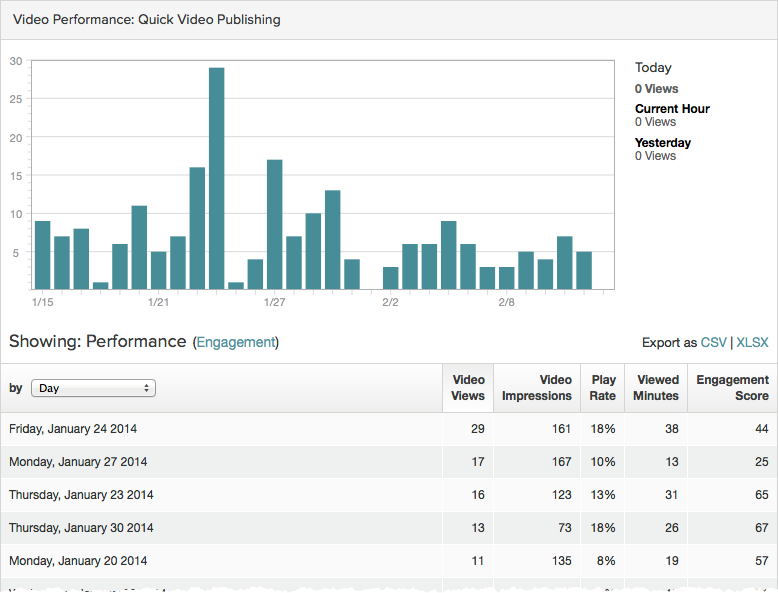 Video Performance: Quick Video Publishing
30
25
20
15
10
5
1/15 1/21 1/27 2/2 2/8
Today
0 Views
Current Hour
0 Views
Yesterday
0 Views
Showing: Performance (Engagement)
Export as CSV | XLSX
by Day
Video Views
Video Impressions
Play Rate
Viewed Minutes
Engagement Score
Friday, January 24 2014 29 161 18% 38 44
Monday, January 27 2014 17 167 10% 13 25
Thursday, January 23 2014 16 123 13% 31 65
Thursday, January 30 2014 13 73 18% 26 67
Monday, January 20 2014 11 135 8% 19 57